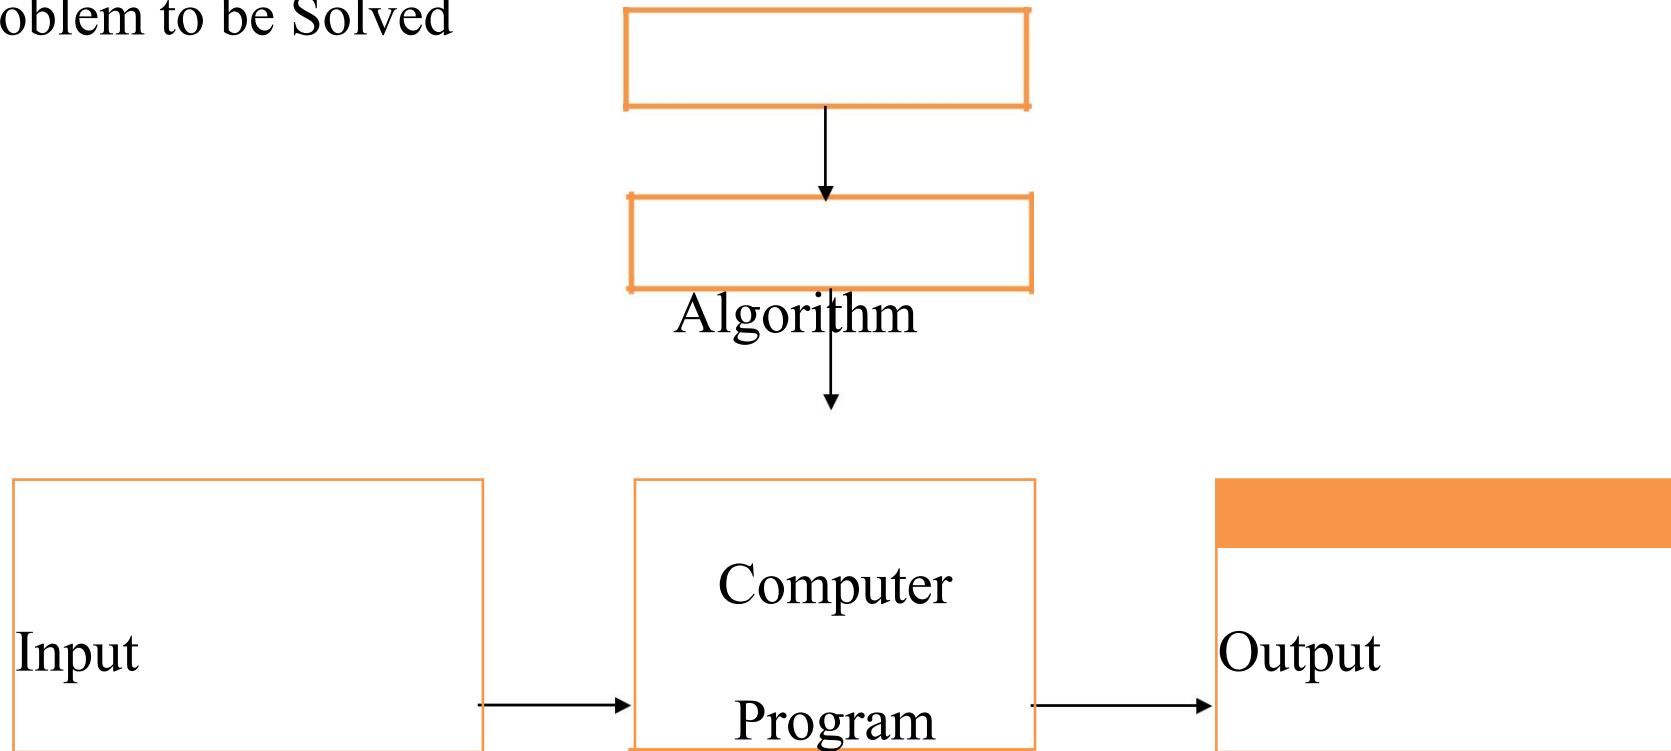 oblem to be Solved
Algorithm
Computer
Input
Output
Program